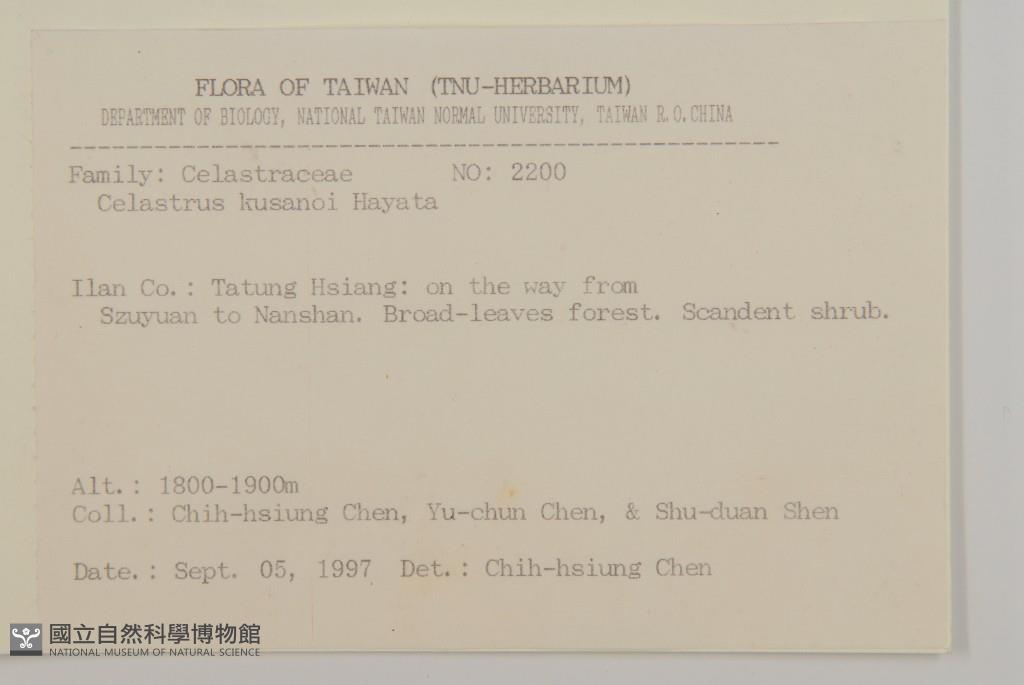 FLORA OF TAIWAN (TNU-HERBARIUM)
DEPARTMENT OF BIOLOGY, NATIONAL TAIWAN NORMAL UNIVERSITY, TAIWAN R.O.CHINA
--------------------------------------------------
Family: Celastraceae NO: 2200
Celastrus kusanoi Hayata
Ilan Co.: Tatung Hsiang: on the way from
Szuyuan to Nanshan. Broad-leaves forest. Scandent shrub.
Alt.: 1800-1900m
Coll.: Chih-hsiung Chen, Yu-chun Chen, & Shu-duan Shen
Date.: Sept. 05, 1997 Det.: Chih-hsiung Chen
國立自然科學博物館
NATIONAL MUSEUM OF NATURAL SCIENCE